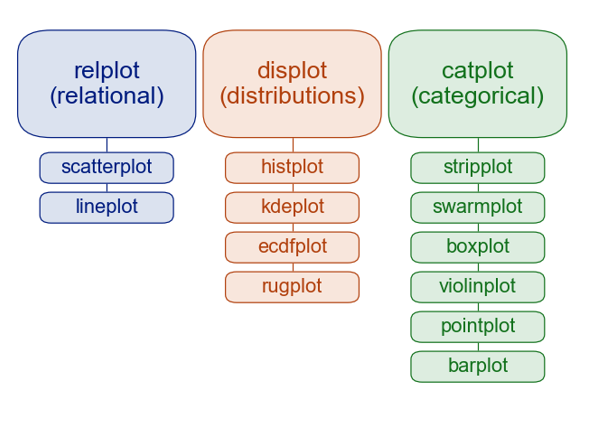 relplot
(relational)
scatterplot
lineplot
displot
(distributions)
histplot
kdeplot
ecdfplot
rugplot
catplot
(categorical)
stripplot
swarmplot
boxplot
violinplot
pointplot
barplot